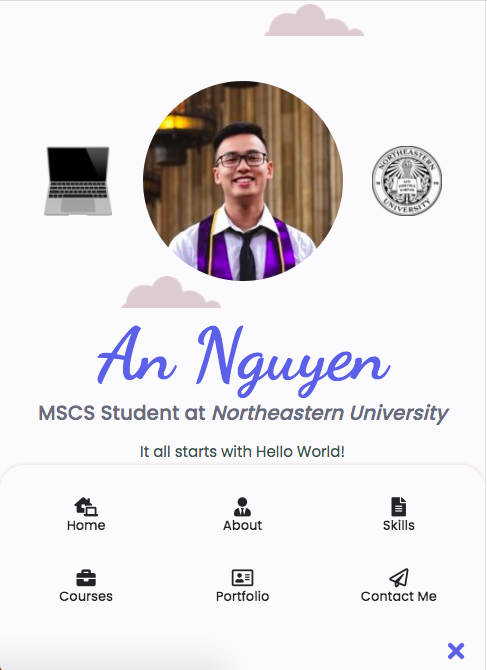 NORTHEASTERN
UNIVERSITY
An Nguyen
MSCS Student at Northeastern University
It all starts with Hello World!
Home About Skills
Courses Portfolio Contact Me